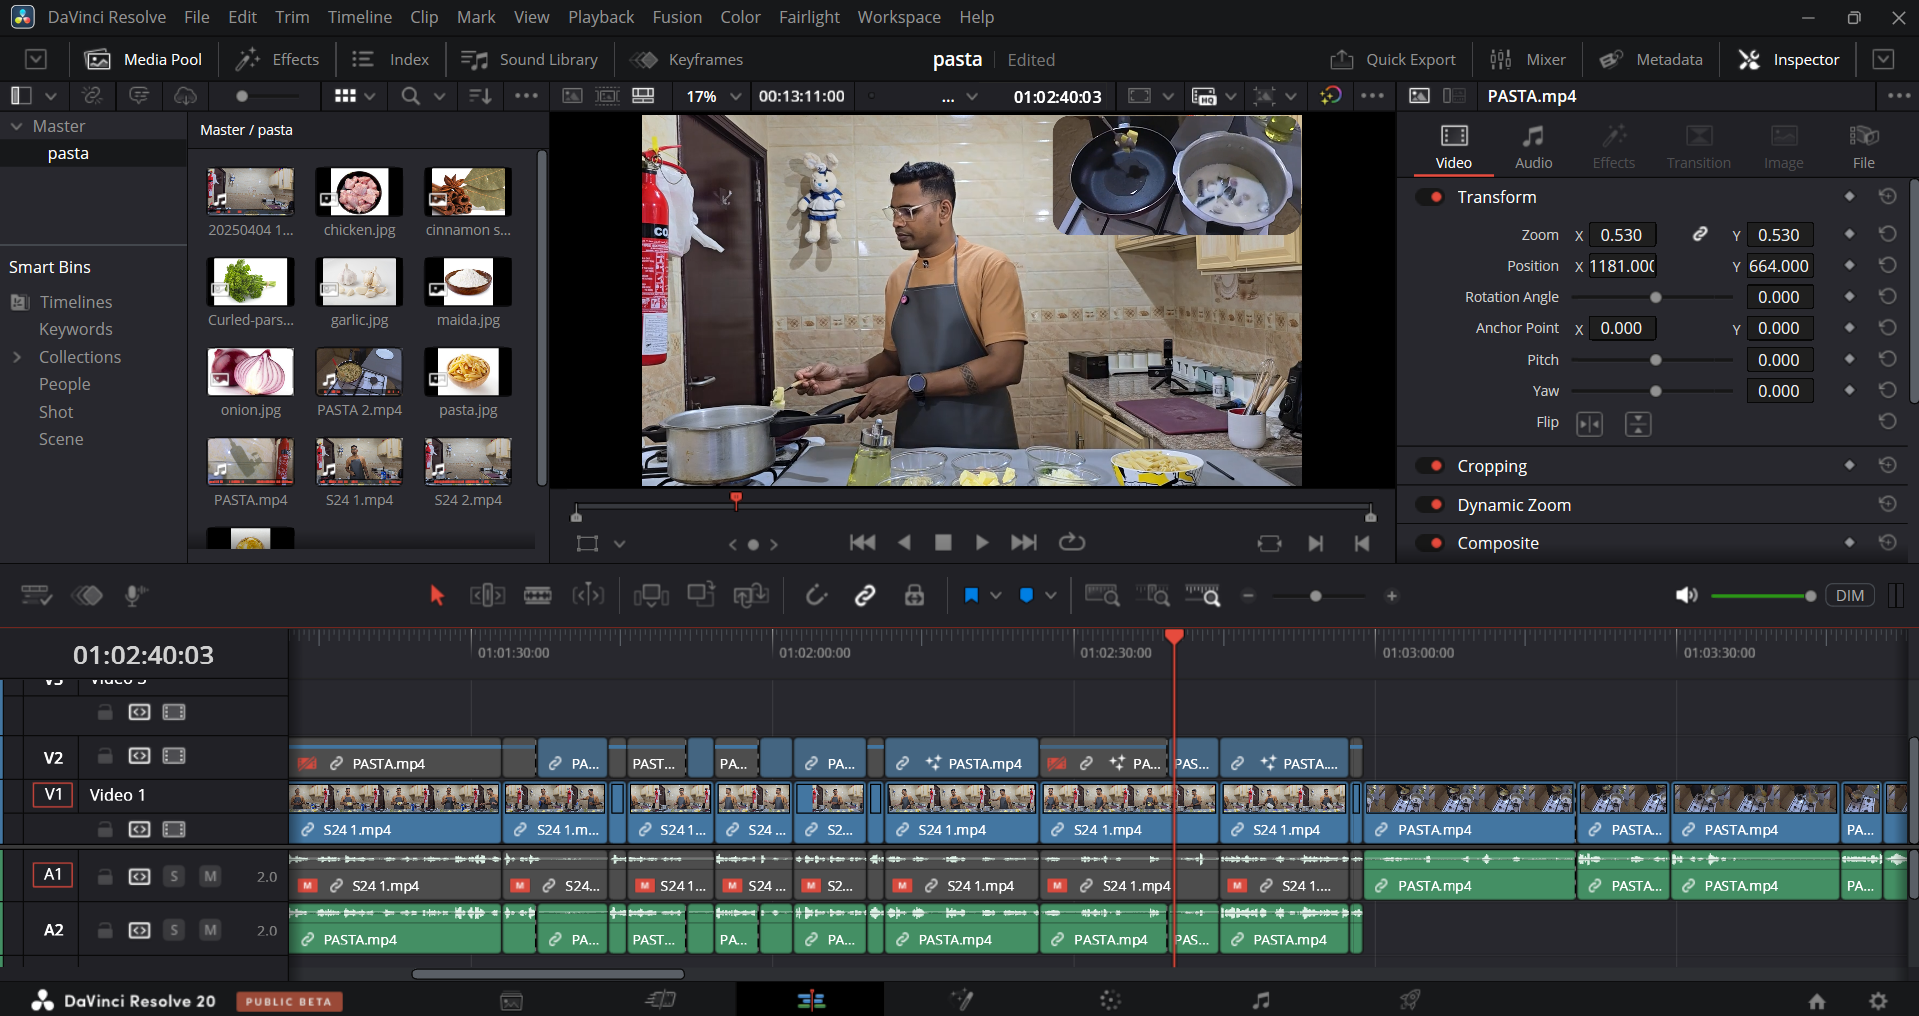 DaVinci Resolve File Edit Trim Timeline Clip Mark View Playback Fusion Color Fairlight Workspace Help
Media Pool Effects Index Sound Library Keyframes pasta Edited Quick Export Mixer Metadata Inspector
17% 00:13:11:00 ... 01:02:40:03 HQ PASTA.mp4
Master
pasta
Smart Bins
Timelines
Keywords
Collections
People
Shot
Scene
Master / pasta
20250404 1... chicken.jpg cinnamon s...
Curled-pars... garlic.jpg maida.jpg
onion.jpg PASTA 2.mp4 pasta.jpg
PASTA.mp4 S24 1.mp4 S24 2.mp4
CO
Video Audio Effects Transition Image File
Transform
Zoom X 0.530 Y 0.530
Position X 1181.000 Y 664.000
Rotation Angle 0.000
Anchor Point X 0.000 Y 0.000
Pitch 0.000
Yaw 0.000
Flip
Cropping
Dynamic Zoom
Composite
DIM
01:02:40:03 01:01:30:00 01:02:00:00 01:02:30:00 01:03:00:00 01:03:30:00
V3 Video 3
V2 PASTA.mp4 PA... PAST... PA... PA... PASTA.mp4 PA... PAS... PASTA....
V1 Video 1
S24 1.mp4 S24 1.m... S24 1... S24 ... S2... S24 1.mp4 S24 1.mp4 S24 1.mp4 PASTA.mp4 PASTA... PASTA.mp4 PA...
A1 S M 2.0 M S24 1.mp4 M S24... M S24 1... M S24 ... M S2... M S24 1.mp4 M S24 1.mp4 M S24 1.... PASTA.mp4 PASTA... PASTA.mp4 PA...
A2 S M 2.0 PASTA.mp4 PA... PAST... PA... PA... PASTA.mp4 PASTA.mp4 PAS... PASTA.mp4
DaVinci Resolve 20 PUBLIC BETA